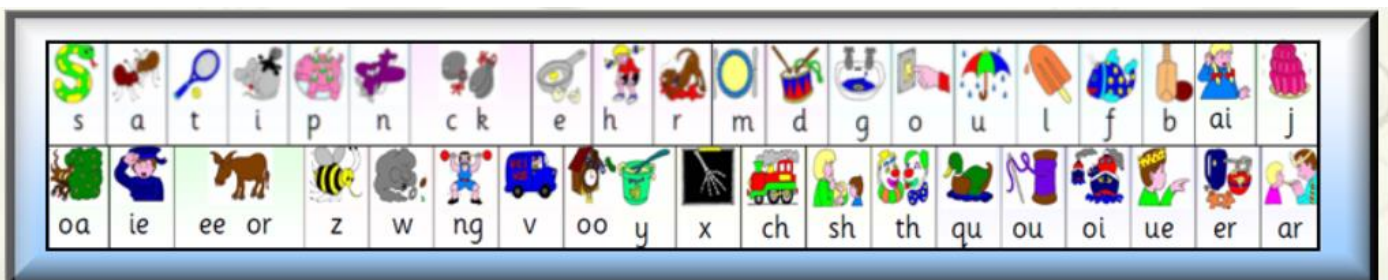 s a t i p n c k e h r m d g o u l f b ai j
oa ie ee or z w ng v oo y x ch sh th qu ou oi ue er ar